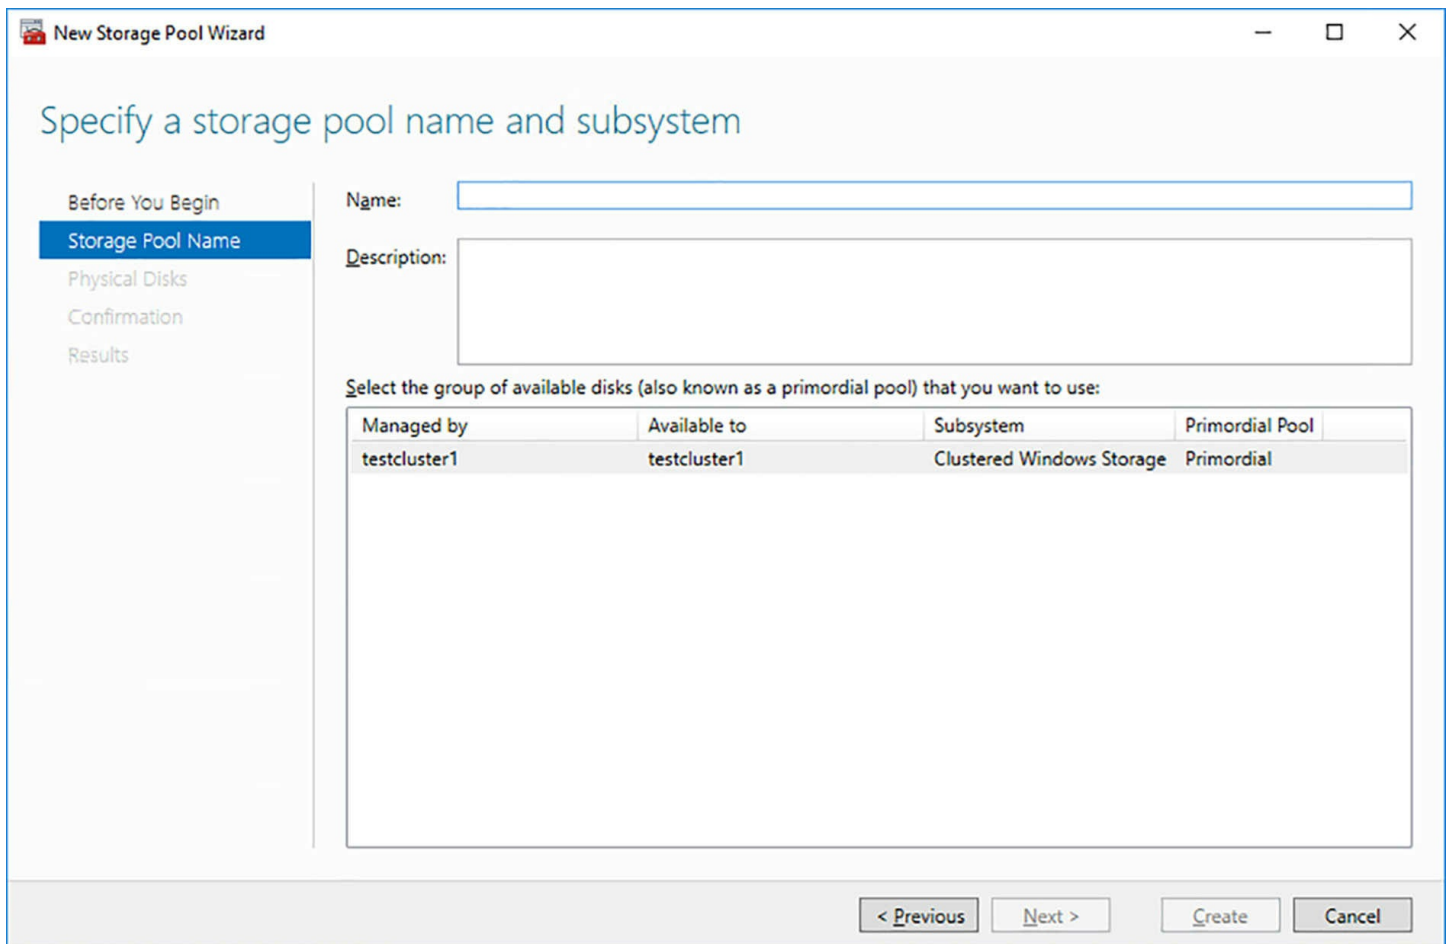 New Storage Pool Wizard
Specify a storage pool name and subsystem
Before You Begin
Storage Pool Name
Physical Disks
Confirmation
Results
Name:
Description:
Select the group of available disks (also known as a primordial pool) that you want to use:
Managed by Available to Subsystem Primordial Pool
testcluster1 testcluster1 Clustered Windows Storage Primordial
< Previous Next > Create Cancel